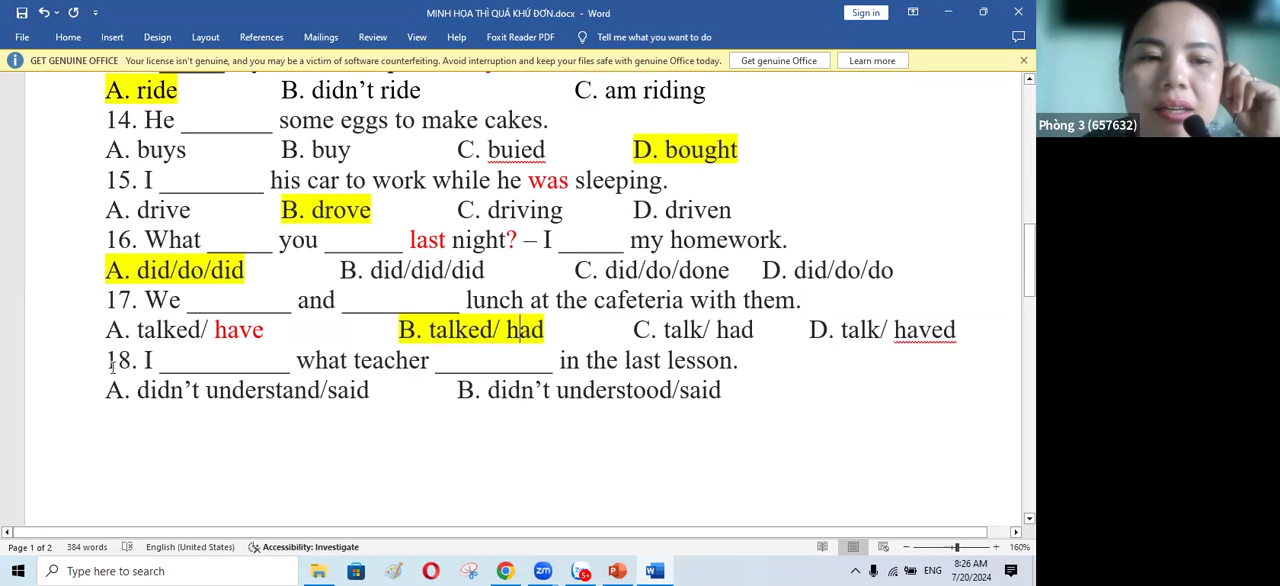 MINH HỌA THÌ QUÁ KHỨ ĐƠN.docx - Word
Sign in
File Home Insert Design Layout References Mailings Review View Help Foxit Reader PDF Tell me what you want to do
GET GENUINE OFFICE Your license isn't genuine, and you may be a victim of software counterfeiting. Avoid interruption and keep your files safe with genuine Office today. Get genuine Office Learn more
A. ride B. didn't ride C. am riding
14. He _______ some eggs to make cakes.
A. buys B. buy C. buied D. bought
15. I ________ his car to work while he was sleeping.
A. drive B. drove C. driving D. driven
16. What _____ you ______ last night? – I _____ my homework.
A. did/do/did B. did/did/did C. did/do/done D. did/do/do
17. We ________ and _________ lunch at the cafeteria with them.
A. talked/ have B. talked/ had C. talk/ had D. talk/ haved
18. I __________ what teacher _________ in the last lesson.
A. didn't understand/said B. didn't understood/said
Phòng 3 (657632)
Page 1 of 2 384 words English (United States) Accessibility: Investigate 160%
Type here to search
5+
ENG
8:26 AM
7/20/2024